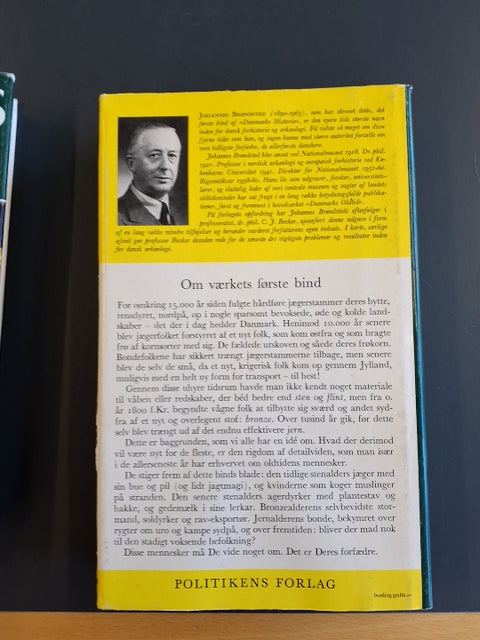 S
JOHANNES BRØNDSTED (1890-1965), som har skrevet dette, det
første bind af »Danmarks Historie«, er den nyere tids største navn
inden for dansk forhistorie og arkæologi. Få vidste så meget om disse
fjerne tider som han, og ingen kunne med større autoritet fortælle om
vore tidligste forfædre, de allerførste danskere.
Johannes Brøndsted blev ansat ved Nationalmuseet 1918. Dr. phil.
1920. Professor i nordisk arkæologi og europæisk forhistorie ved Kø-
benhavns Universitet 1941. Direktør for Nationalmuseet 1951-60.
Rigsantikvar 1958-60. Hans liv som udgraver, forsker, universitets-
lærer, og sluttelig leder af vort centrale museum og vogter af landets
oldtidsminder har sat frugt i en lang række betydningsfulde publika-
tioner, først og fremmest i hovedværket »Danmarks Oldtid«.
På forlagets opfordring har Johannes Brøndsteds efterfølger i
professoratet, dr. phil. C. J. Becker, ajourført denne udgave i form
af en lang række mindre tilføjelser og herunder vurderet forfatterens egen indsats. I korte, særlige
afsnit gør professor Becker desuden rede for de seneste års vigtigste problemer og resultater inden
for dansk arkæologi.
Om værkets første bind
For omkring 15.000 år siden fulgte hårdføre jægerstammer deres bytte,
rensdyret, nordpå, op i nogle sparsomt bevoksede, øde og kolde land-
skaber – det der i dag hedder Danmark. Henimod 10.000 år senere
blev jægerfolket forstyrret af et nyt folk, som kom østfra og som bragte
frø af kornsorter med sig. De fældede urskoven og såede deres frøkorn.
Bondefolkene har sikkert trængt jægerstammerne tilbage, men senere
blev de selv de små, da et nyt, krigerisk folk kom op gennem Jylland,
muligvis med en helt ny form for transport – til hest!
Gennem disse uhyre tidsrum havde man ikke kendt noget materiale
til våben eller redskaber, der béd bedre end sten og flint, men fra o.
år 1800 f.Kr. begyndte vågne folk at tilbytte sig sværd og andet syd-
fra af et nyt og overlegent stof: bronze. Over tusind år gik, før dette
selv blev trængt ud af det endnu effektivere jern.
Dette er baggrunden, som vi alle har en idé om. Hvad der derimod
vil være nyt for de fleste, er den rigdom af detailviden, som man især
i de allerseneste år har erhvervet om oldtidens mennesker.
De stiger frem af dette binds blade: den tidlige stenalders jæger med
sin bue og pil (og lidt jagtmagi), og kvinderne som koger muslinger
på stranden. Den senere stenalders agerdyrker med plantestav og
hakke, og gedemælk i sine lerkar. Bronzealderens selvbevidste stor-
mand, soldyrker og rav-eksportør. Jernalderens bonde, bekymret over
rygter om uro og kampe sydpå, og over fremtiden: bliver der mad nok
til den stadigt voksende befolkning?
Disse mennesker må De vide noget om. Det er Deres forfædre.
POLITIKENS FORLAG
bording grafik a/s